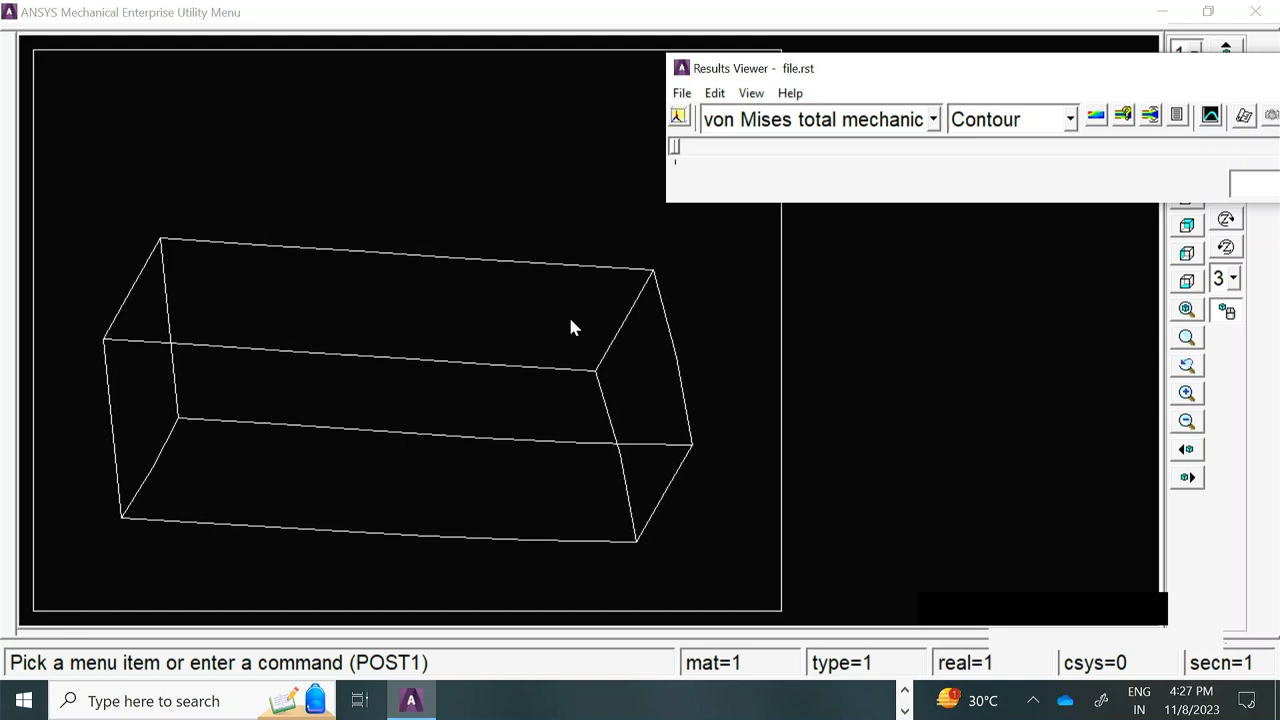 ANSYS Mechanical Enterprise Utility Menu
Results Viewer - file.rst
File Edit View Help
von Mises total mechanic Contour
3
Pick a menu item or enter a command (POST1) mat=1 type=1 real=1 csys=0 secn=1
Type here to search
1
30°C
ENG
IN
4:27 PM
11/8/2023